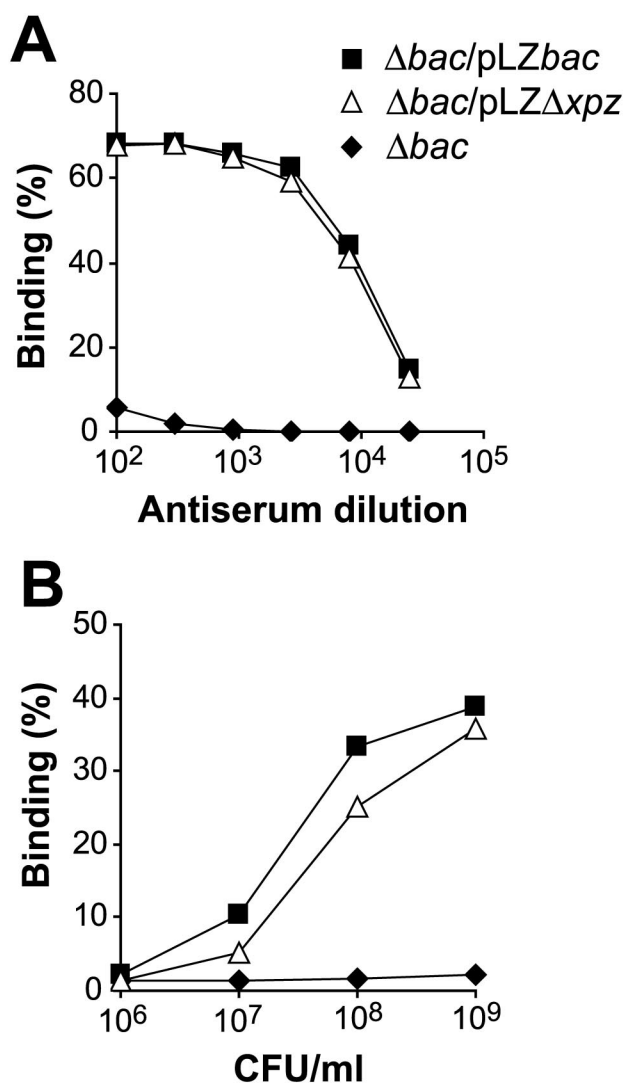 A
Δbac/pLZbac
Δbac/pLZΔxpz
Δbac
80
60
40
20
0
Binding (%)
10² 10³ 10⁴ 10⁵
Antiserum dilution
B
50
40
30
20
10
0
Binding (%)
10⁶ 10⁷ 10⁸ 10⁹
CFU/ml